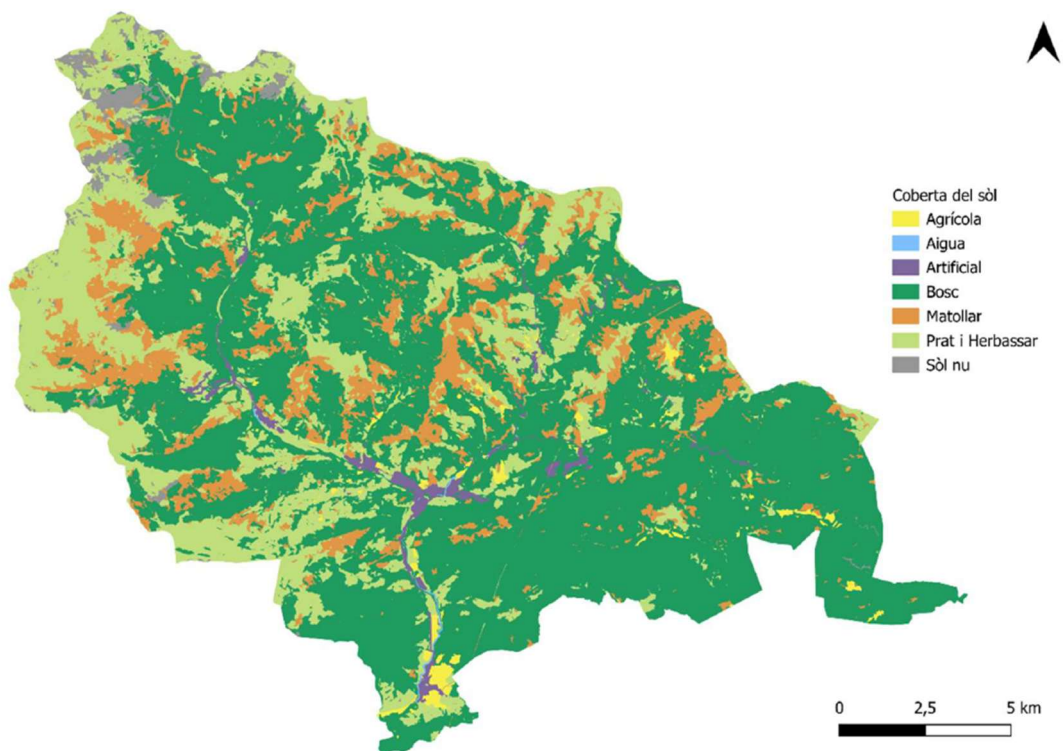 Coberta del sòl
Agrícola
Aigua
Artificial
Bosc
Matollar
Prat i Herbassar
Sòl nu
0 2,5 5 km